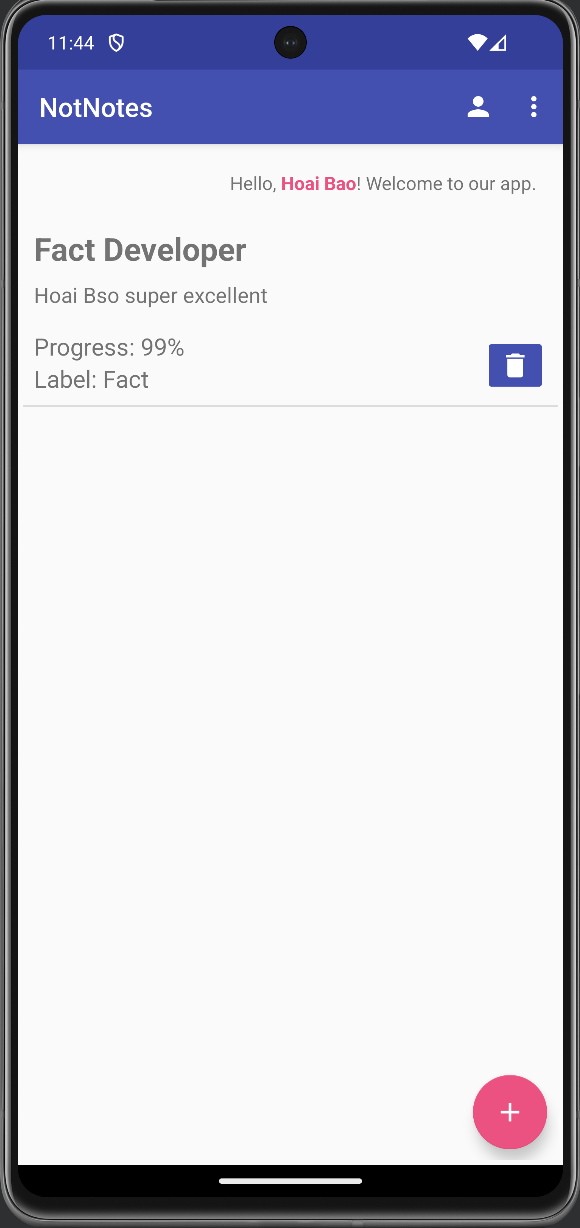 11:44
NotNotes
Hello, Hoai Bao! Welcome to our app.
Fact Developer
Hoai Bso super excellent
Progress: 99%
Label: Fact